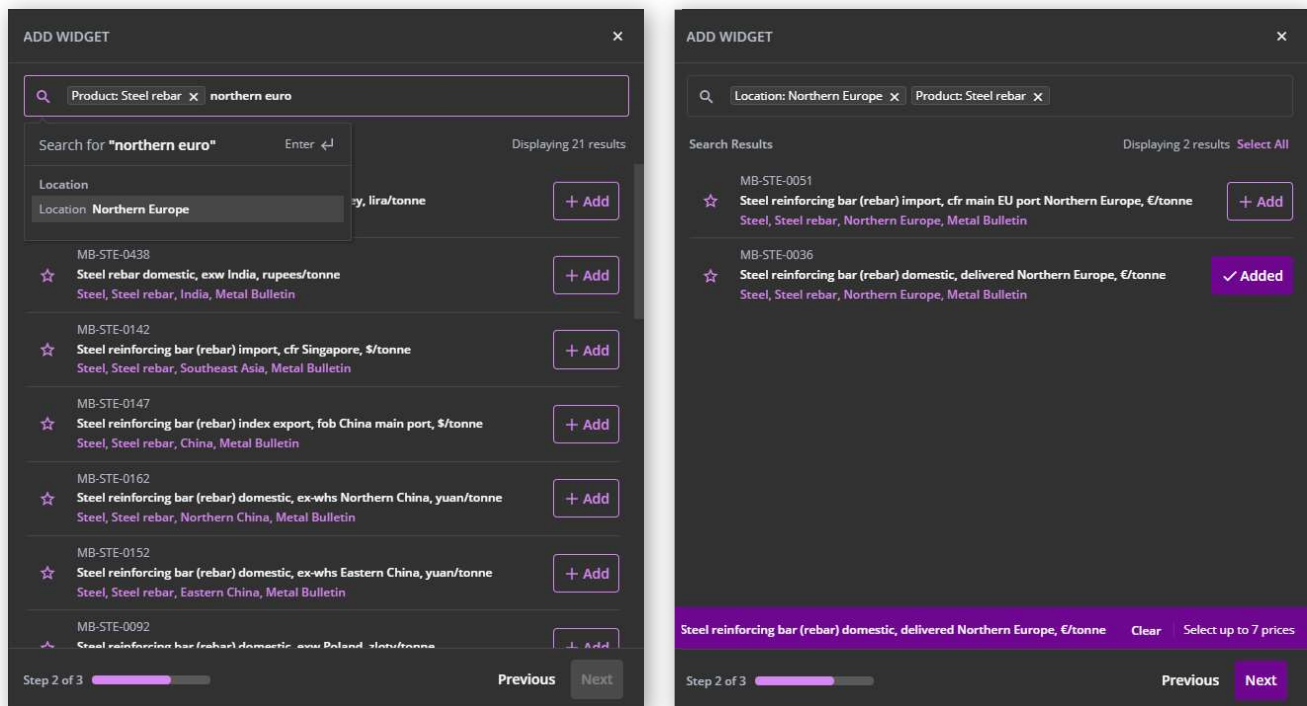 ADD WIDGET
Product: Steel rebar northern euro
Search for "northern euro" Enter
Displaying 21 results
Location
Location Northern Europe
ey, lira/tonne
+ Add
MB-STE-0438
Steel rebar domestic, exw India, rupees/tonne
Steel, Steel rebar, India, Metal Bulletin
+ Add
MB-STE-0142
Steel reinforcing bar (rebar) import, cfr Singapore, $/tonne
Steel, Steel rebar, Southeast Asia, Metal Bulletin
+ Add
MB-STE-0147
Steel reinforcing bar (rebar) index export, fob China main port, $/tonne
Steel, Steel rebar, China, Metal Bulletin
+ Add
MB-STE-0162
Steel reinforcing bar (rebar) domestic, ex-whs Northern China, yuan/tonne
Steel, Steel rebar, Northern China, Metal Bulletin
+ Add
MB-STE-0152
Steel reinforcing bar (rebar) domestic, ex-whs Eastern China, yuan/tonne
Steel, Steel rebar, Eastern China, Metal Bulletin
+ Add
MB-STE-0092
Steel reinforcing bar (rebar) domestic, exw Poland, zloty/tonne
+ Add
Step 2 of 3
Previous
Next
ADD WIDGET
Location: Northern Europe Product: Steel rebar
Search Results
Displaying 2 results Select All
MB-STE-0051
Steel reinforcing bar (rebar) import, cfr main EU port Northern Europe, €/tonne
Steel, Steel rebar, Northern Europe, Metal Bulletin
+ Add
MB-STE-0036
Steel reinforcing bar (rebar) domestic, delivered Northern Europe, €/tonne
Steel, Steel rebar, Northern Europe, Metal Bulletin
Added
Steel reinforcing bar (rebar) domestic, delivered Northern Europe, €/tonne Clear Select up to 7 prices
Step 2 of 3
Previous
Next